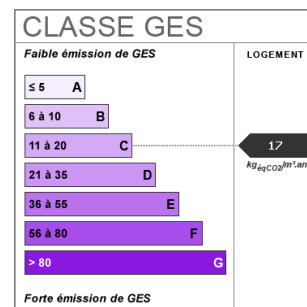 CLASSE GES
Faible émission de GES
LOGEMENT
≤ 5 A
6 à 10 B
11 à 20 C
17
kgéqCO2/m².an
21 à 35 D
36 à 55 E
56 à 80 F
> 80 G
Forte émission de GES